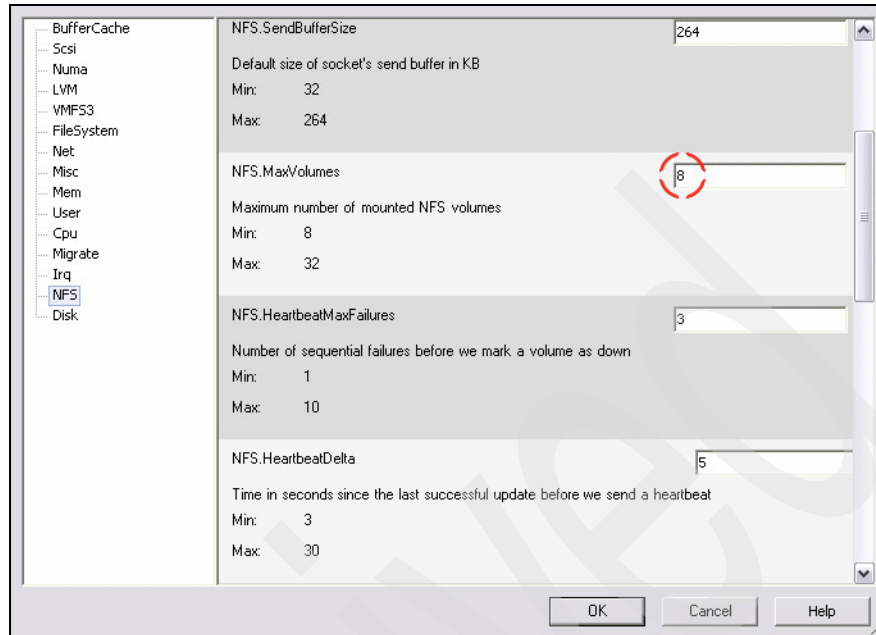 BufferCache
Scsi
Numa
LVM
VMFS3
FileSystem
Net
Misc
Mem
User
Cpu
Migrate
Irq
NFS
Disk
NFS.SendBufferSize 264
Default size of socket's send buffer in KB
Min: 32
Max: 264
NFS.MaxVolumes 8
Maximum number of mounted NFS volumes
Min: 8
Max: 32
NFS.HeartbeatMaxFailures 3
Number of sequential failures before we mark a volume as down
Min: 1
Max: 10
NFS.HeartbeatDelta 5
Time in seconds since the last successful update before we send a heartbeat
Min: 3
Max: 30
OK Cancel Help